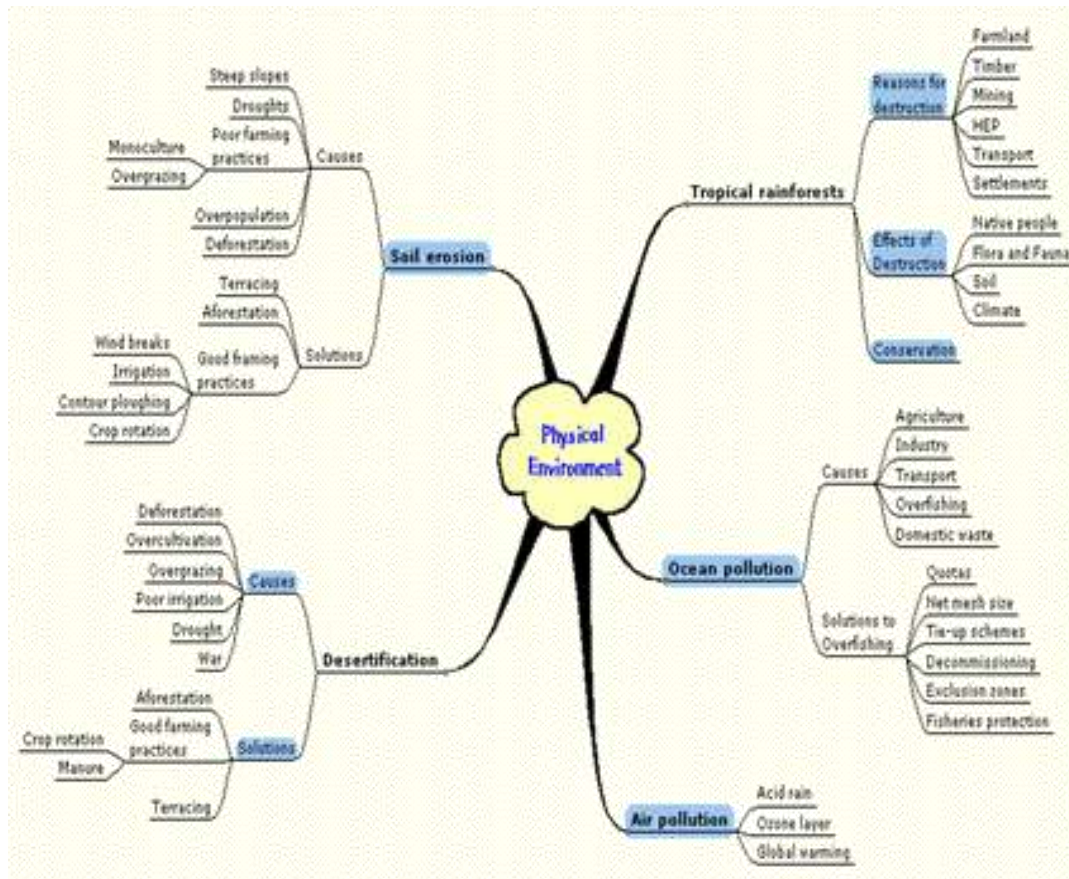 Physical
Environment
Soil erosion
Causes
Steep slopes
Droughts
Poor farming
practices
Monoculture
Overgrazing
Overpopulation
Deforestation
Solutions
Terracing
Aforestation
Good framing
practices
Wind breaks
Irrigation
Contour ploughing
Crop rotation
Desertification
Causes
Deforestation
Overcultivation
Overgrazing
Poor irrigation
Drought
War
Solutions
Aforestation
Good farming
practices
Crop rotation
Manure
Terracing
Tropical rainforests
Reasons for
destruction
Farmland
Timber
Mining
HEP
Transport
Settlements
Effects of
Destruction
Native people
Flora and Fauna
Soil
Climate
Conservation
Ocean pollution
Causes
Agriculture
Industry
Transport
Overfishing
Domestic waste
Solutions to
Overfishing
Quotas
Net mesh size
Tie-up schemes
Decommissioning
Exclusion zones
Fisheries protection
Air pollution
Acid rain
Ozone layer
Global warming